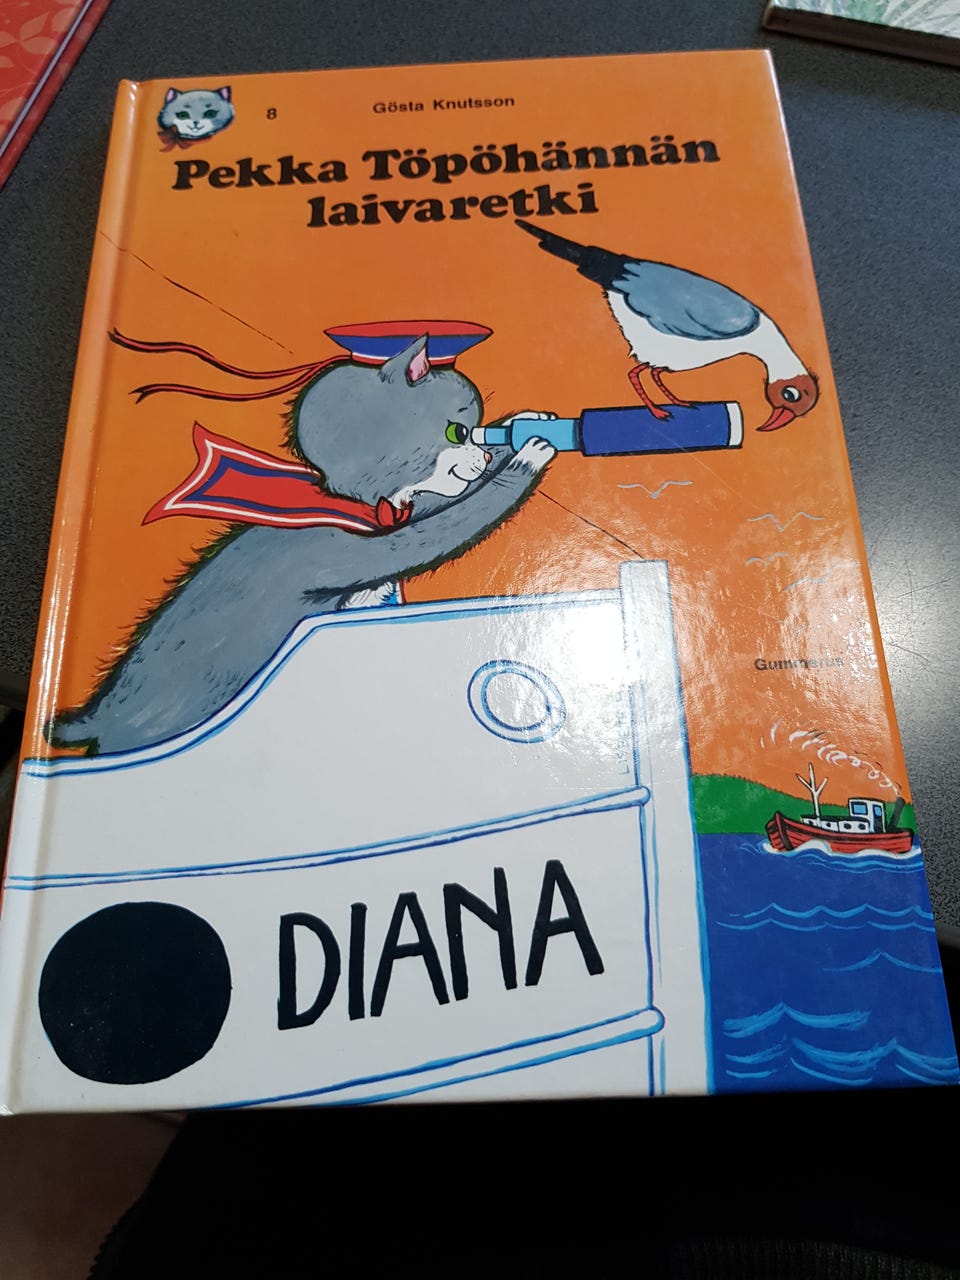 8
Gösta Knutsson
Pekka Töpöhännän
laivaretki
Gummerus
DIANA